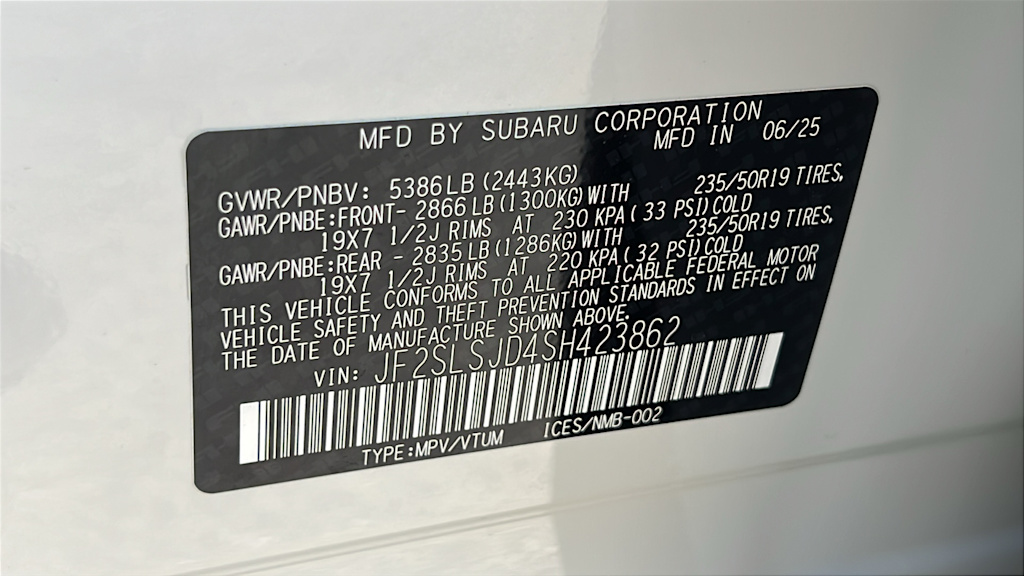 MFD BY SUBARU CORPORATION
MFD IN 06/25
GVWR/PNBV: 5386LB (2443KG)
GAWR/PNBE:FRONT- 2866LB (1300KG)WITH 235/50R19 TIRES,
19X7 1/2J RIMS AT 230 KPA(33 PSI)COLD
GAWR/PNBE:REAR - 2835LB (1286KG)WITH 235/50R19 TIRES,
19X7 1/2J RIMS AT 220 KPA(32 PSI)COLD
THIS VEHICLE CONFORMS TO ALL APPLICABLE FEDERAL MOTOR
VEHICLE SAFETY AND THEFT PREVENTION STANDARDS IN EFFECT ON
THE DATE OF MANUFACTURE SHOWN ABOVE.
VIN: JF2SLSJD4SH423862
TYPE:MPV/VTUM ICES/NMB-002